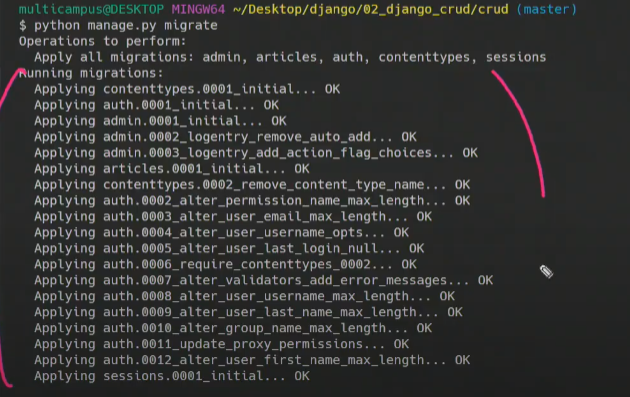 multicampus@DESKTOP MINGW64 ~/Desktop/django/02_django_crud/crud (master)
$ python manage.py migrate
Operations to perform:
  Apply all migrations: admin, articles, auth, contenttypes, sessions
Running migrations:
  Applying contenttypes.0001_initial... OK
  Applying auth.0001_initial... OK
  Applying admin.0001_initial... OK
  Applying admin.0002_logentry_remove_auto_add... OK
  Applying admin.0003_logentry_add_action_flag_choices... OK
  Applying articles.0001_initial... OK
  Applying contenttypes.0002_remove_content_type_name... OK
  Applying auth.0002_alter_permission_name_max_length... OK
  Applying auth.0003_alter_user_email_max_length... OK
  Applying auth.0004_alter_user_username_opts... OK
  Applying auth.0005_alter_user_last_login_null... OK
  Applying auth.0006_require_contenttypes_0002... OK
  Applying auth.0007_alter_validators_add_error_messages... OK
  Applying auth.0008_alter_user_username_max_length... OK
  Applying auth.0009_alter_user_last_name_max_length... OK
  Applying auth.0010_alter_group_name_max_length... OK
  Applying auth.0011_update_proxy_permissions... OK
  Applying auth.0012_alter_user_first_name_max_length... OK
  Applying sessions.0001_initial... OK